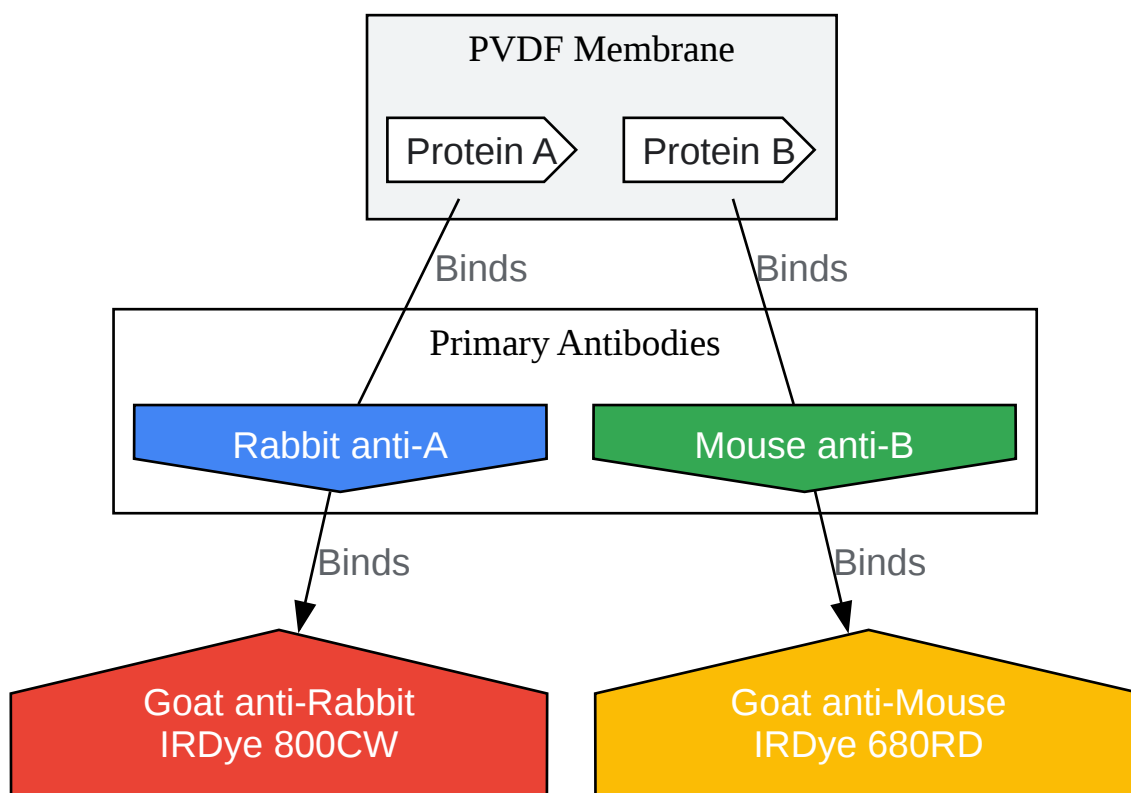 PVDF Membrane
Protein A
Protein B
Binds
Binds
Primary Antibodies
Rabbit anti-A
Mouse anti-B
Binds
Binds
Goat anti-Rabbit
IRDye 800CW
Goat anti-Mouse
IRDye 680RD